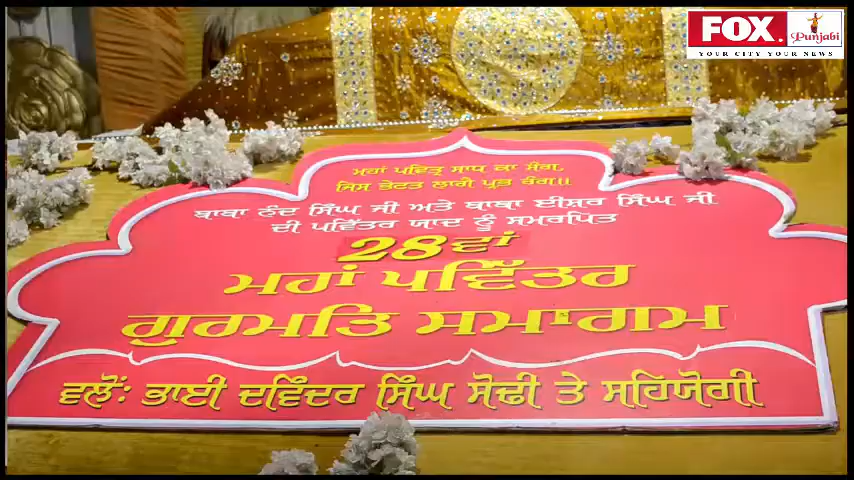 FOX
Punjabi
YOUR CITY YOUR NEWS
ਮਹਾਂ ਪਵਿਤ੍ਰ ਸਾਧ ਕਾ ਸੰਗ,
ਜਿਸ ਭੇਟਤ ਲਾਗੈ ਪ੍ਰਭ ਰੰਗ॥
ਬਾਬਾ ਨੰਦ ਸਿੰਘ ਜੀ ਅਤੇ ਬਾਬਾ ਈਸ਼ਰ ਸਿੰਘ ਜੀ
ਦੀ ਪਵਿੱਤਰ ਯਾਦ ਨੂੰ ਸਮਰਪਿਤ
28ਵਾਂ
ਮਹਾਂ ਪਵਿੱਤਰ
ਗੁਰਮਤਿ ਸਮਾਗਮ
ਵਲੋਂ: ਭਾਈ ਦਵਿੰਦਰ ਸਿੰਘ ਸੋਢੀ ਤੇ ਸਹਿਯੋਗੀ